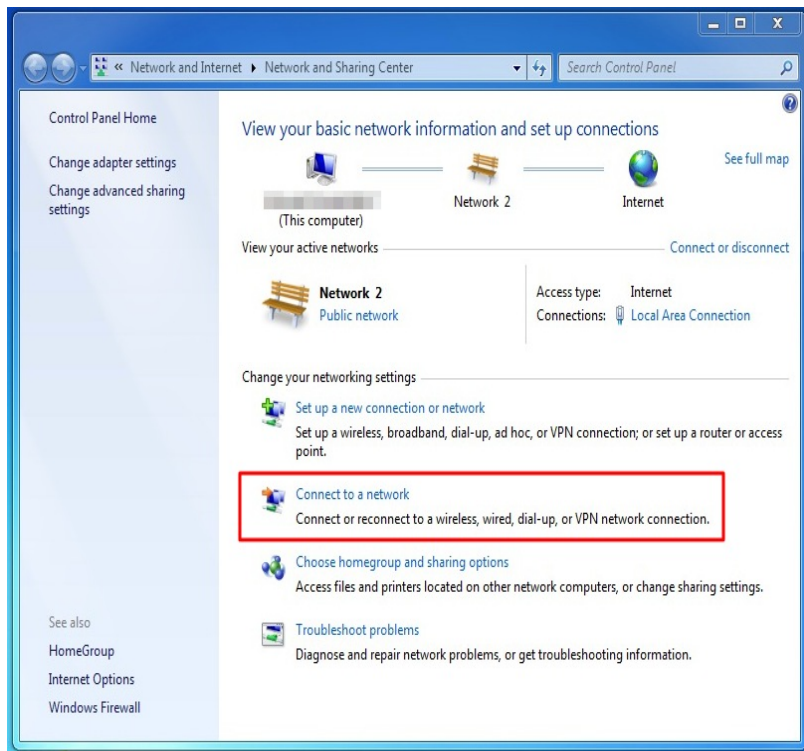 « Network and Internet ▸ Network and Sharing Center
Search Control Panel
Control Panel Home
Change adapter settings
Change advanced sharing
settings
See also
HomeGroup
Internet Options
Windows Firewall
View your basic network information and set up connections
See full map
(This computer)
Network 2
Internet
View your active networks
Connect or disconnect
Network 2
Public network
Access type: Internet
Connections: Local Area Connection
Change your networking settings
Set up a new connection or network
Set up a wireless, broadband, dial-up, ad hoc, or VPN connection; or set up a router or access
point.
Connect to a network
Connect or reconnect to a wireless, wired, dial-up, or VPN network connection.
Choose homegroup and sharing options
Access files and printers located on other network computers, or change sharing settings.
Troubleshoot problems
Diagnose and repair network problems, or get troubleshooting information.